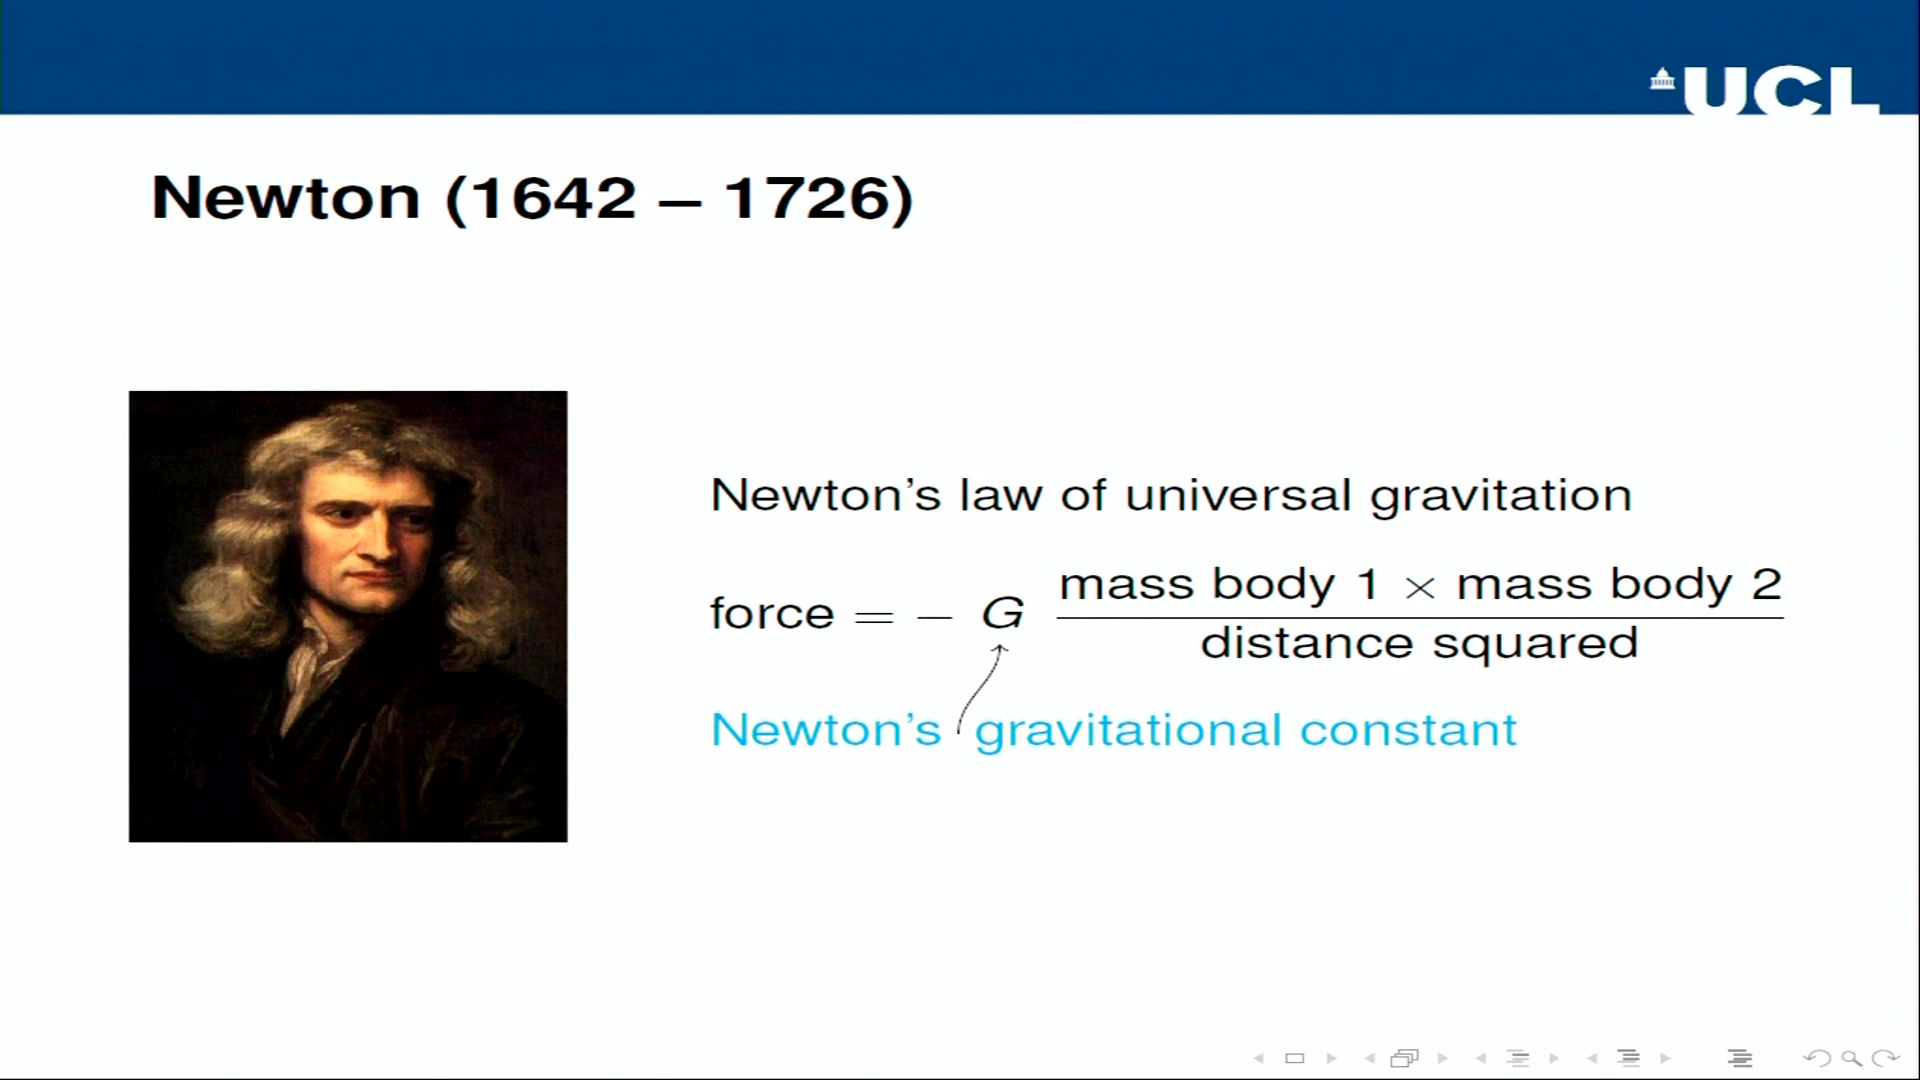 UCL
Newton (1642 – 1726)
Newton’s law of universal gravitation
force = − G mass body 1 × mass body 2
distance squared
Newton’s gravitational constant